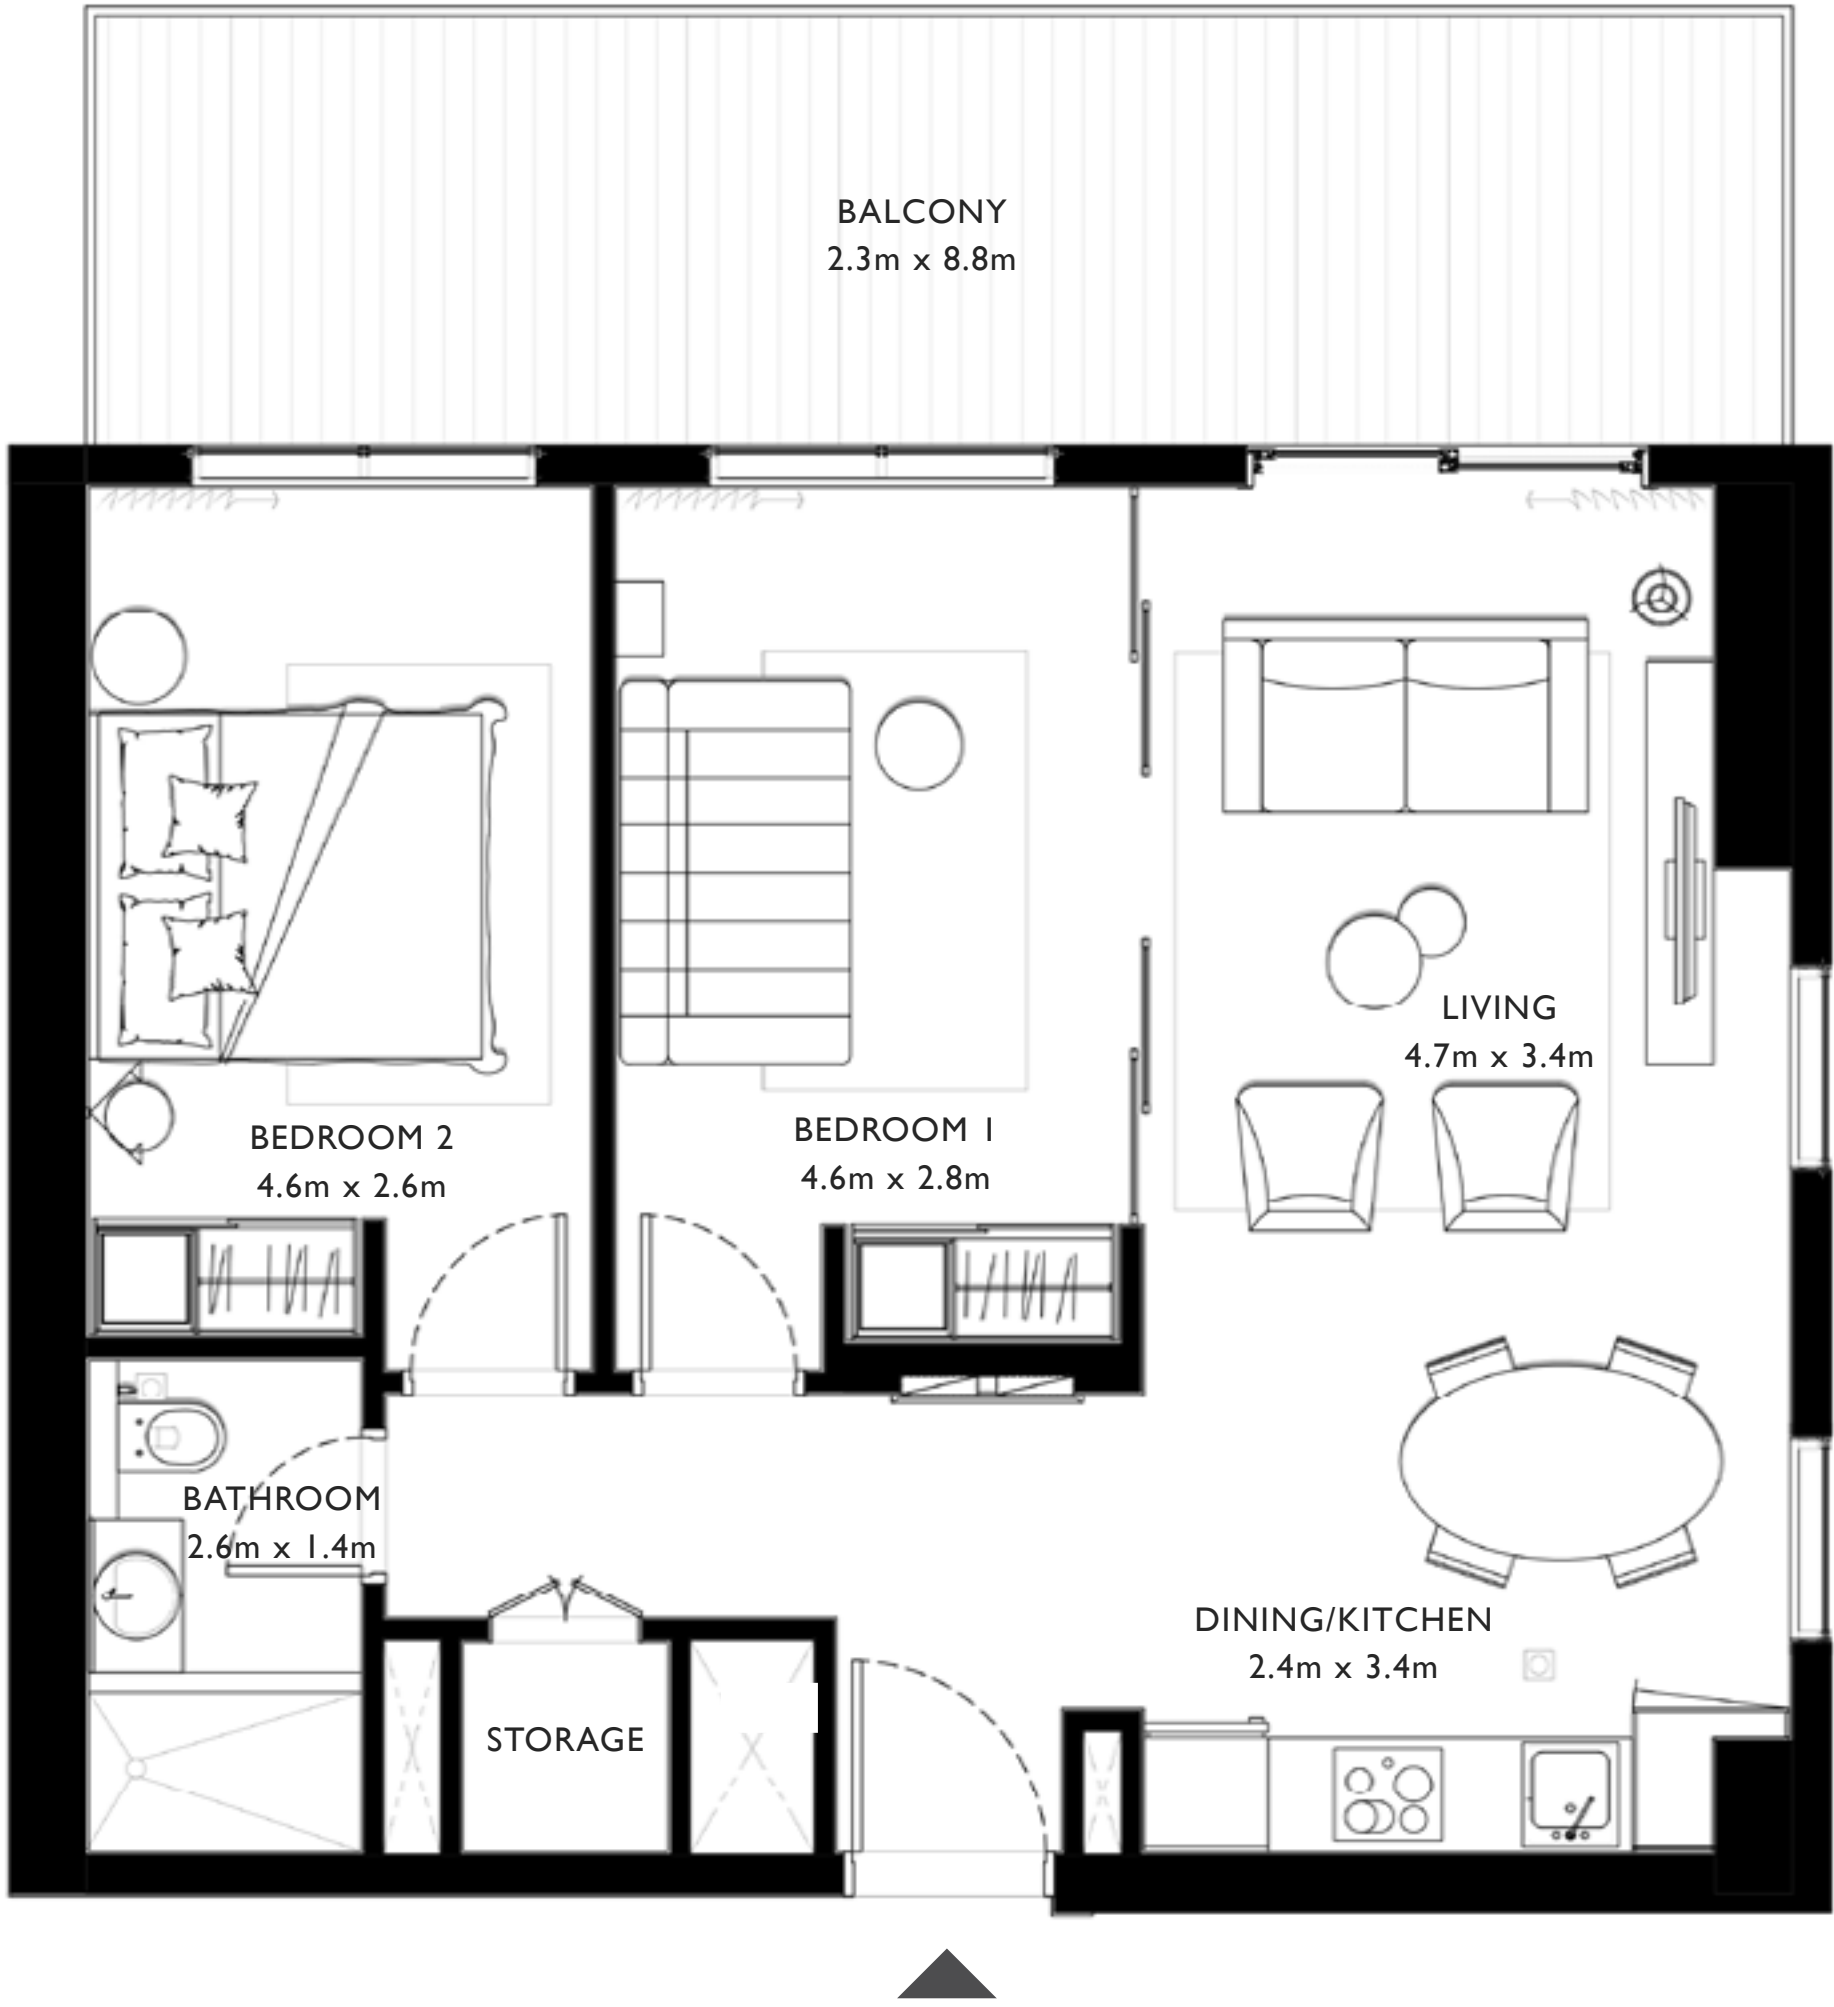 BALCONY
2.3m x 8.8m
LIVING
4.7m x 3.4m
BEDROOM 2
4.6m x 2.6m
BEDROOM 1
4.6m x 2.8m
BATHROOM
2.6m x 1.4m
DINING/KITCHEN
2.4m x 3.4m
STORAGE